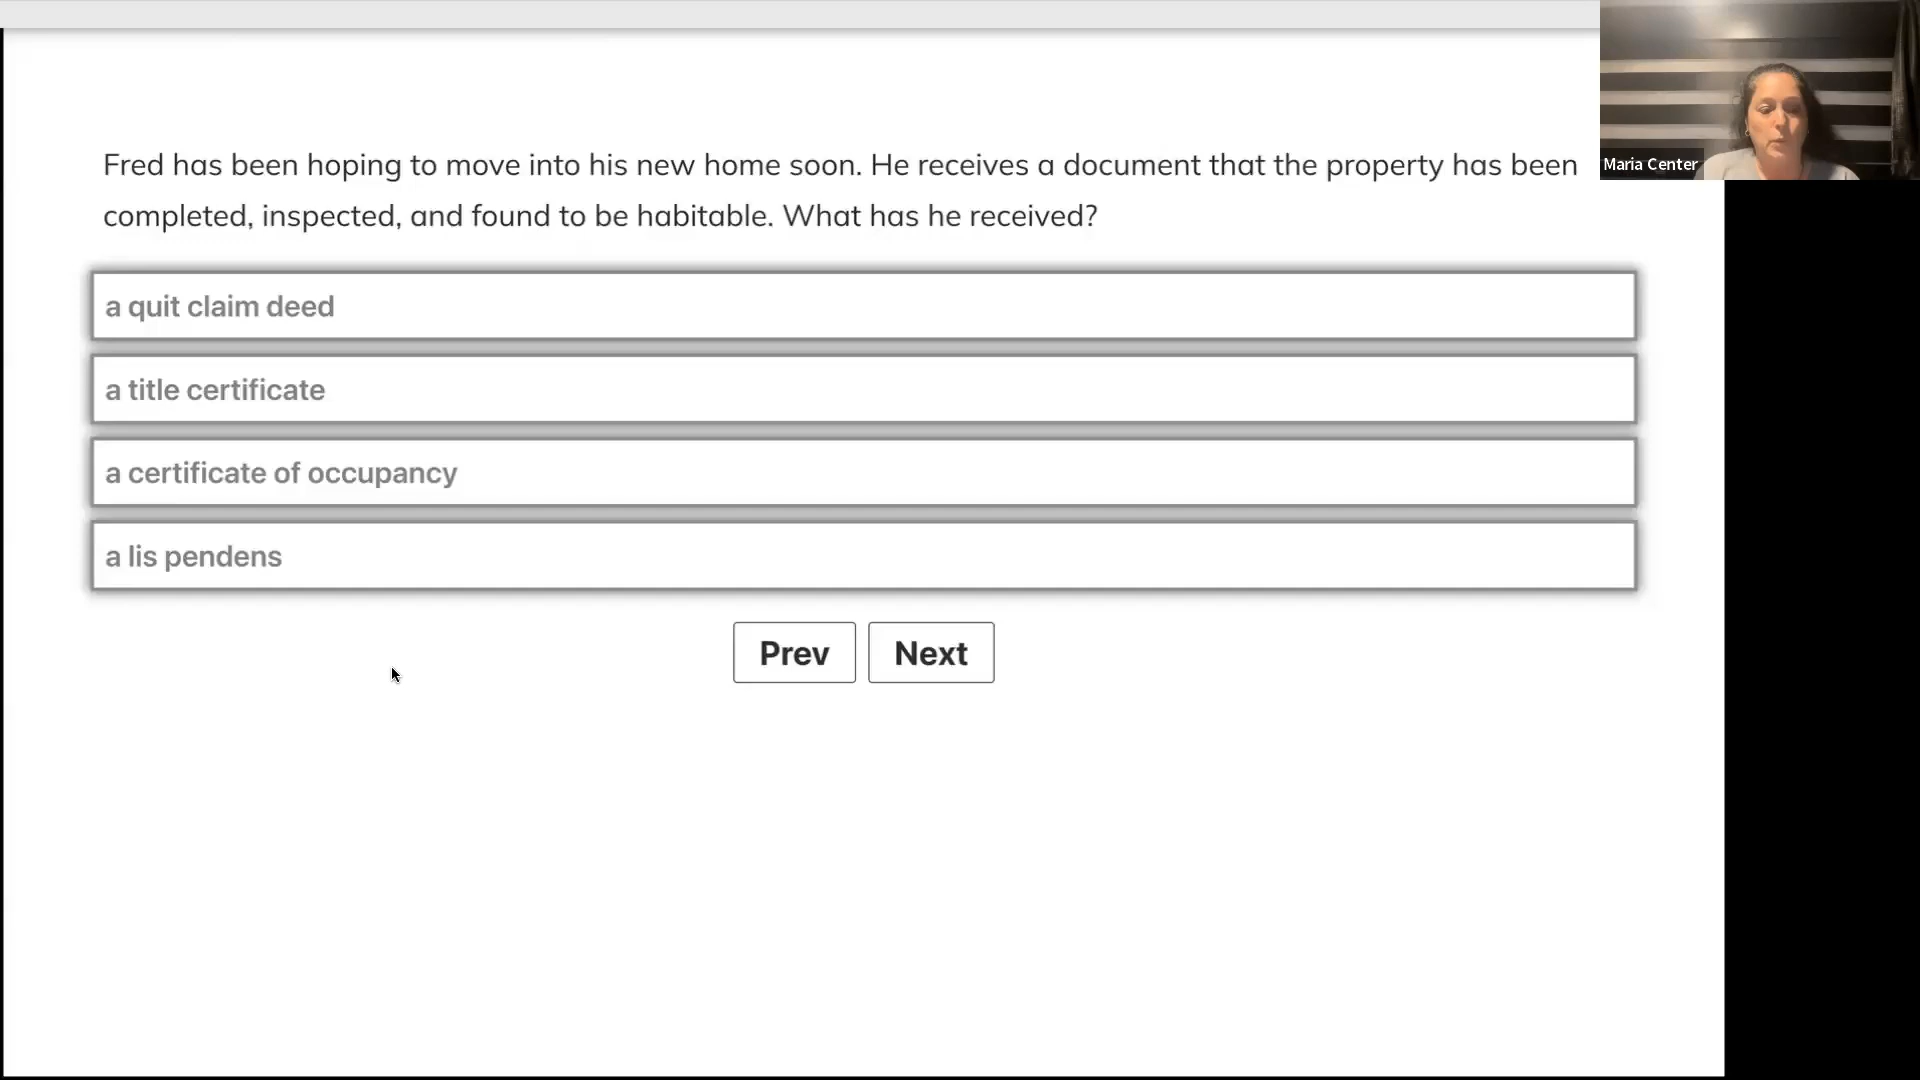 Fred has been hoping to move into his new home soon. He receives a document that the property has been
completed, inspected, and found to be habitable. What has he received?
a quit claim deed
a title certificate
a certificate of occupancy
a lis pendens
Prev
Next
Maria Center